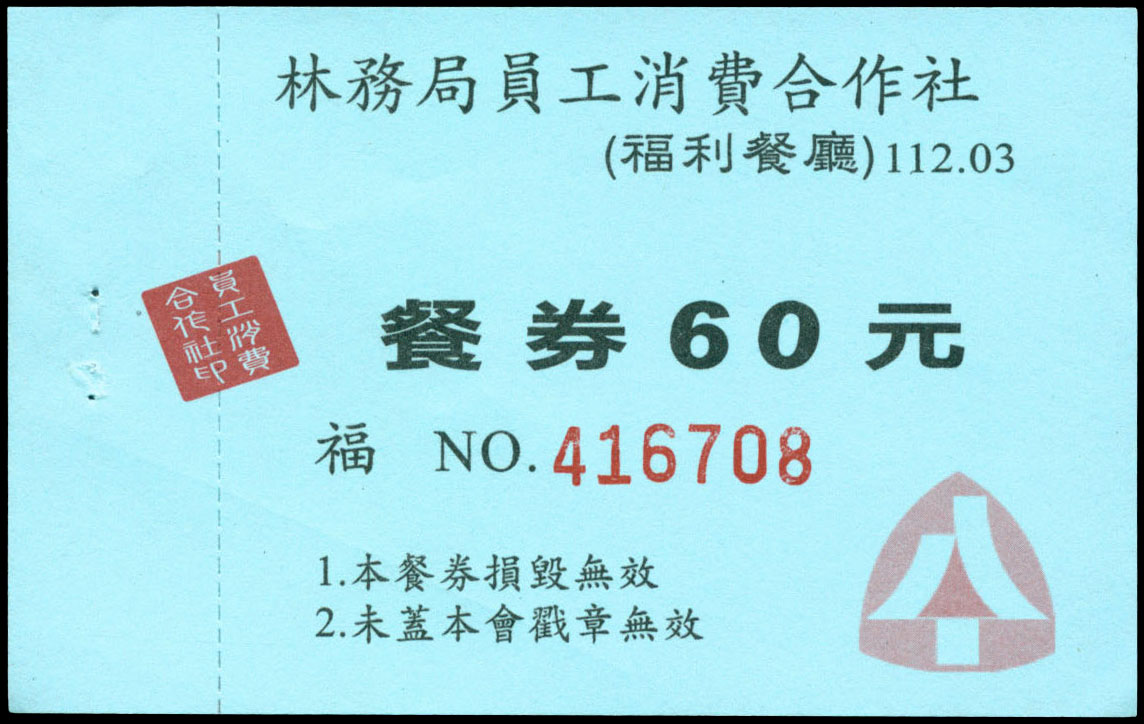 林務局員工消費合作社
(福利餐廳)112.03
員工消費
合作社印
餐券60元
福 NO.416708
1.本餐券損毀無效
2.未蓋本會戳章無效